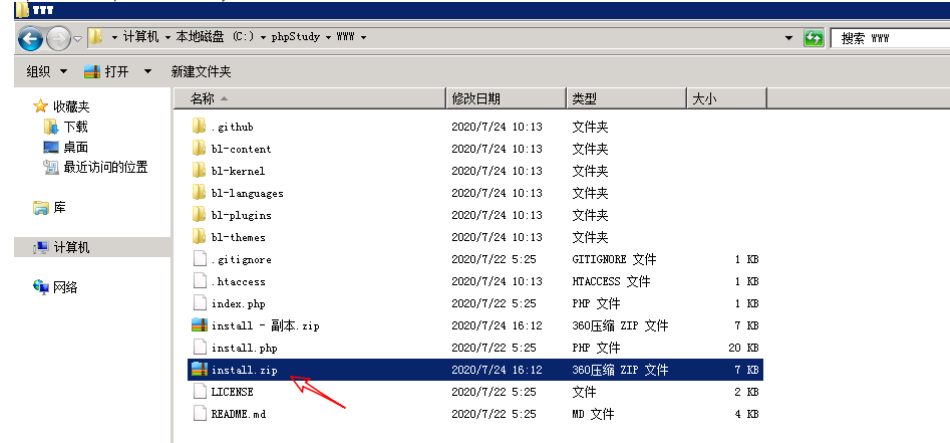 WWW
计算机 本地磁盘 (C:) phpStudy WWW 搜索 WWW
组织 打开 新建文件夹
名称 修改日期 类型 大小
收藏夹
下载
桌面
最近访问的位置
库
计算机
网络
.github 2020/7/24 10:13 文件夹
bl-content 2020/7/24 10:13 文件夹
bl-kernel 2020/7/24 10:13 文件夹
bl-languages 2020/7/24 10:13 文件夹
bl-plugins 2020/7/24 10:13 文件夹
bl-themes 2020/7/24 10:13 文件夹
.gitignore 2020/7/22 5:25 GITIGNORE 文件 1 KB
.htaccess 2020/7/24 10:13 HTACCESS 文件 1 KB
index.php 2020/7/22 5:25 PHP 文件 1 KB
install - 副本.zip 2020/7/24 16:12 360压缩 ZIP 文件 7 KB
install.php 2020/7/22 5:25 PHP 文件 20 KB
install.zip 2020/7/24 16:12 360压缩 ZIP 文件 7 KB
LICENSE 2020/7/22 5:25 文件 2 KB
README.md 2020/7/22 5:25 MD 文件 4 KB